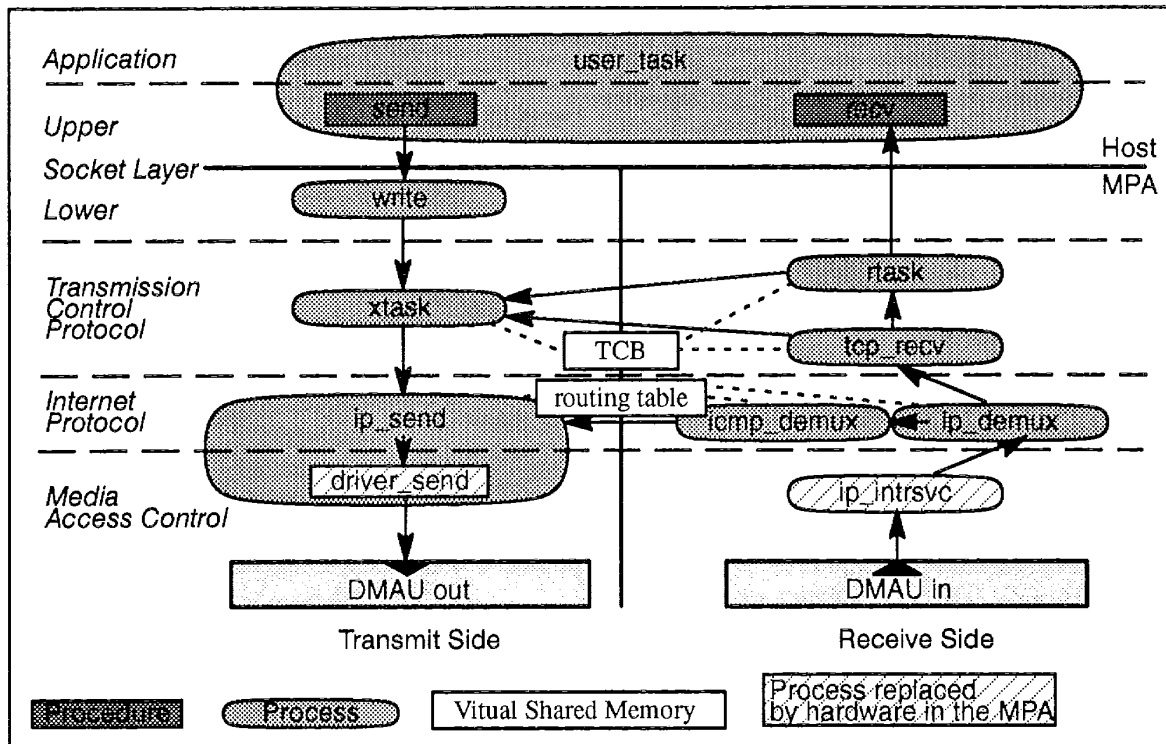 Application
user_task
send
recv
Upper
Socket Layer
Host
MPA
Lower
write
Transmission
Control
Protocol
rtask
xtask
TCB
tcp_recv
Internet
Protocol
routing table
ip_send
icmp_demux
ip_demux
driver_send
ip_intrsvc
Media
Access Control
DMAU out
DMAU in
Transmit Side
Receive Side
Procedure
Process
Vitual Shared Memory
Process replaced
by hardware in the MPA